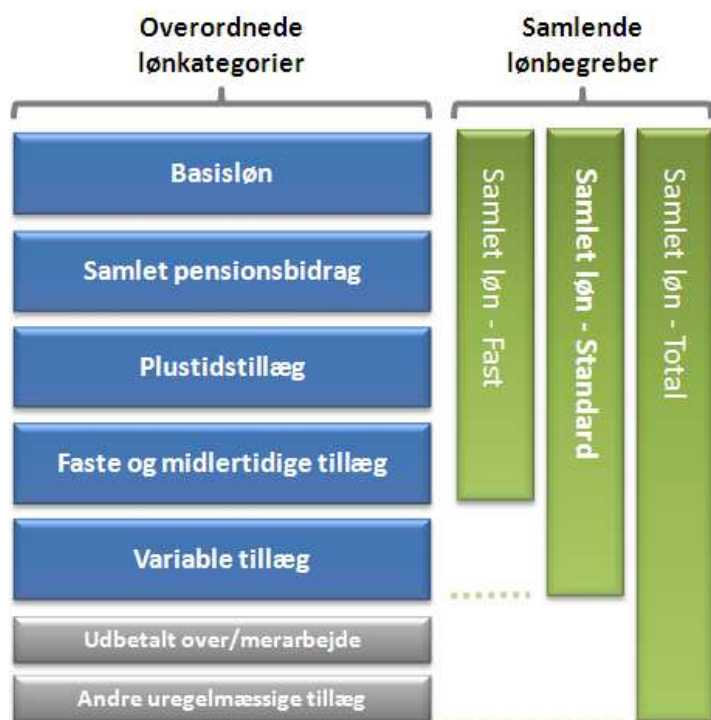 Overordnede
lønkategorier
Samlende
lønbegreber
Basisløn
Samlet pensionsbidrag
Plustidstillæg
Faste og midlertidige tillæg
Variable tillæg
Udbetalt over/merarbejde
Andre uregelmæssige tillæg
Samlet løn - Fast
Samlet løn - Standard
Samlet løn - Total